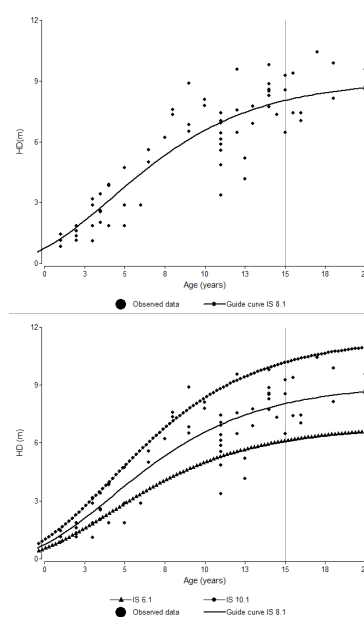 12
9
6
3
0
HD(m)
0 3 5 8 10 13 15 18 20
Age (years)
Observed data Guide curve IS 8.1
12
9
6
3
0
HD (m)
0 3 5 8 10 13 15 18 2
Age (years)
IS 6.1 IS 10.1
Observed data Guide curve IS 8.1